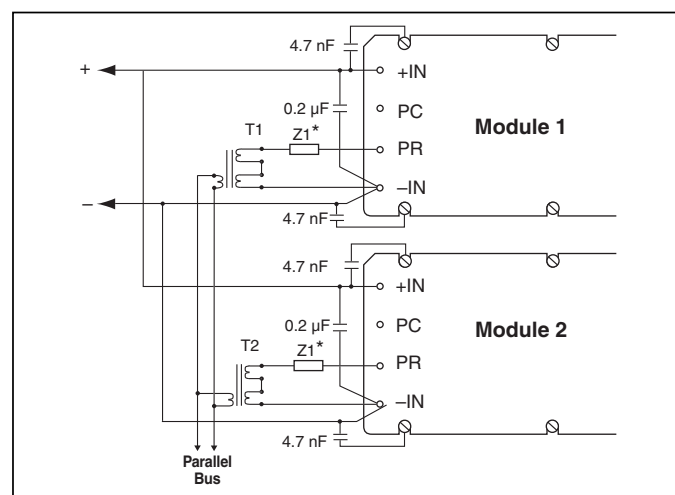 4.7 nF
+
+IN
0.2 µF
PC
T1
Z1*
Module 1
PR
–
–IN
4.7 nF
4.7 nF
+IN
0.2 µF
PC
Module 2
T2
Z1*
PR
–IN
4.7 nF
Parallel
Bus